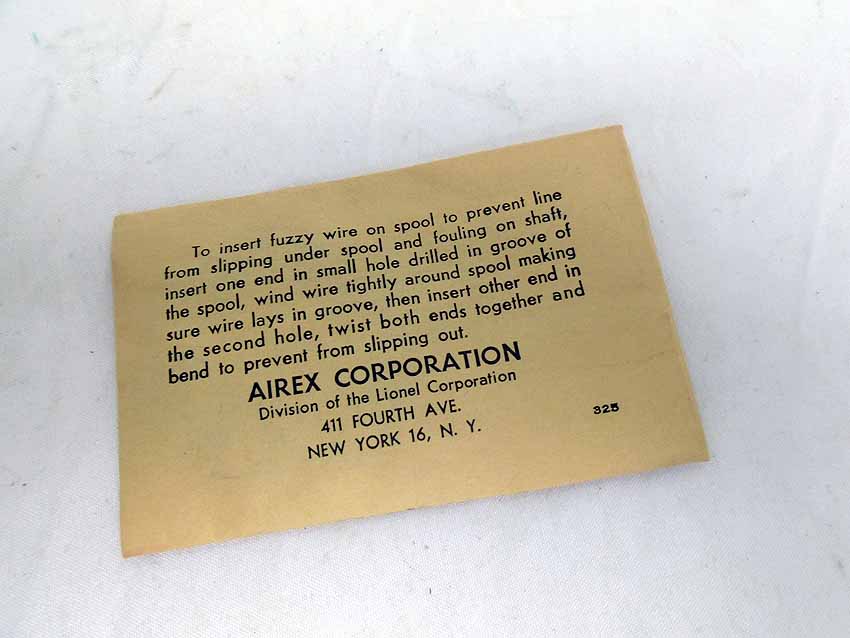 To insert fuzzy wire on spool to prevent line
from slipping under spool and fouling on shaft,
insert one end in small hole drilled in groove of
the spool, wind wire tightly around spool making
sure wire lays in groove, then insert other end in
the second hole, twist both ends together and
bend to prevent from slipping out.
AIREX CORPORATION
Division of the Lionel Corporation
411 FOURTH AVE.
NEW YORK 16, N. Y.
325